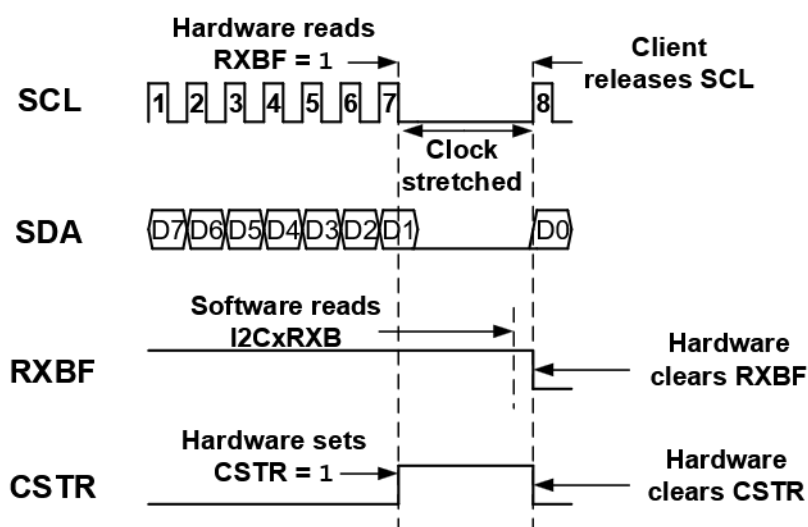 Hardware reads
RXBF = 1
Client
releases SCL
SCL
1 2 3 4 5 6 7 8
Clock
stretched
SDA
D7 D6 D5 D4 D3 D2 D1 D0
Software reads
I2CxRXB
RXBF
Hardware
clears RXBF
Hardware sets
CSTR = 1
CSTR
Hardware
clears CSTR